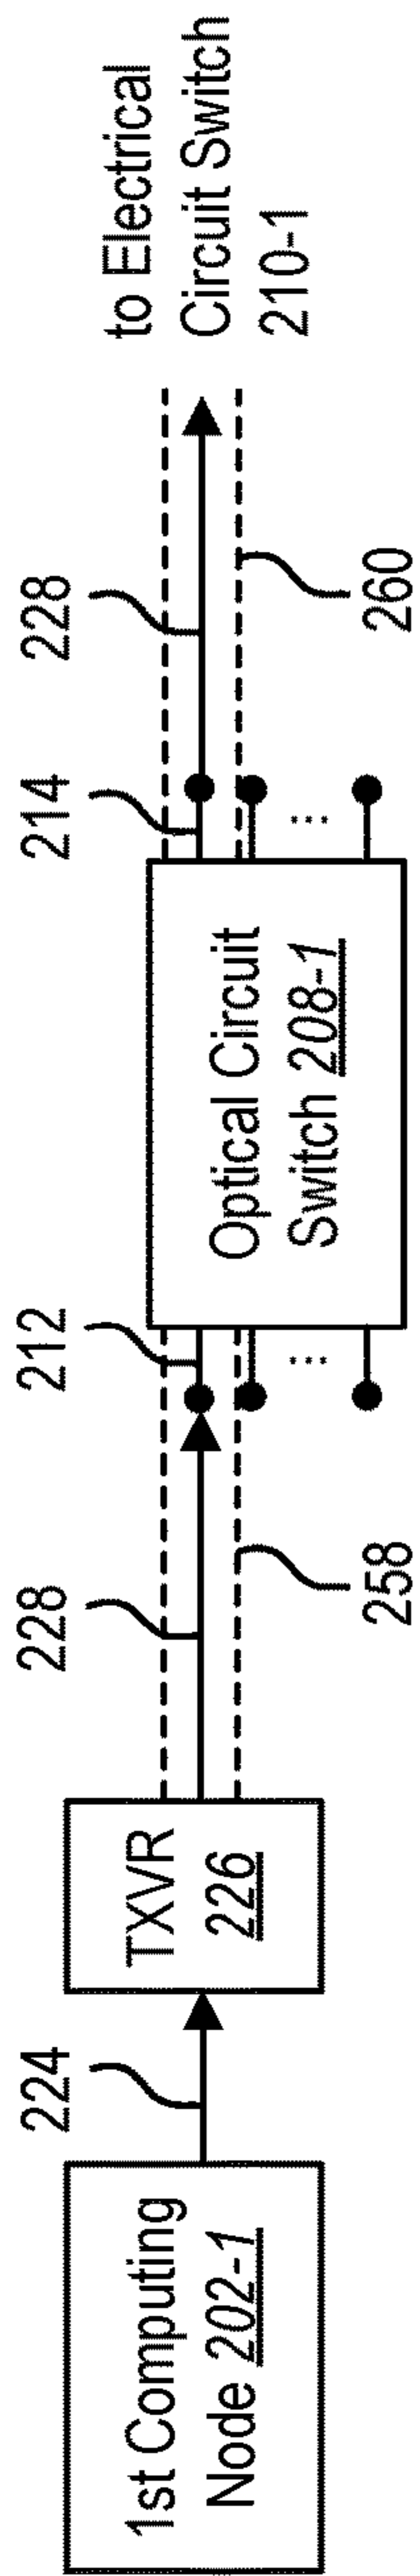 1st Computing
Node 202-1
224
TXVR
226
228
258
212
Optical Circuit
Switch 208-1
214
228
260
to Electrical
Circuit Switch
210-1